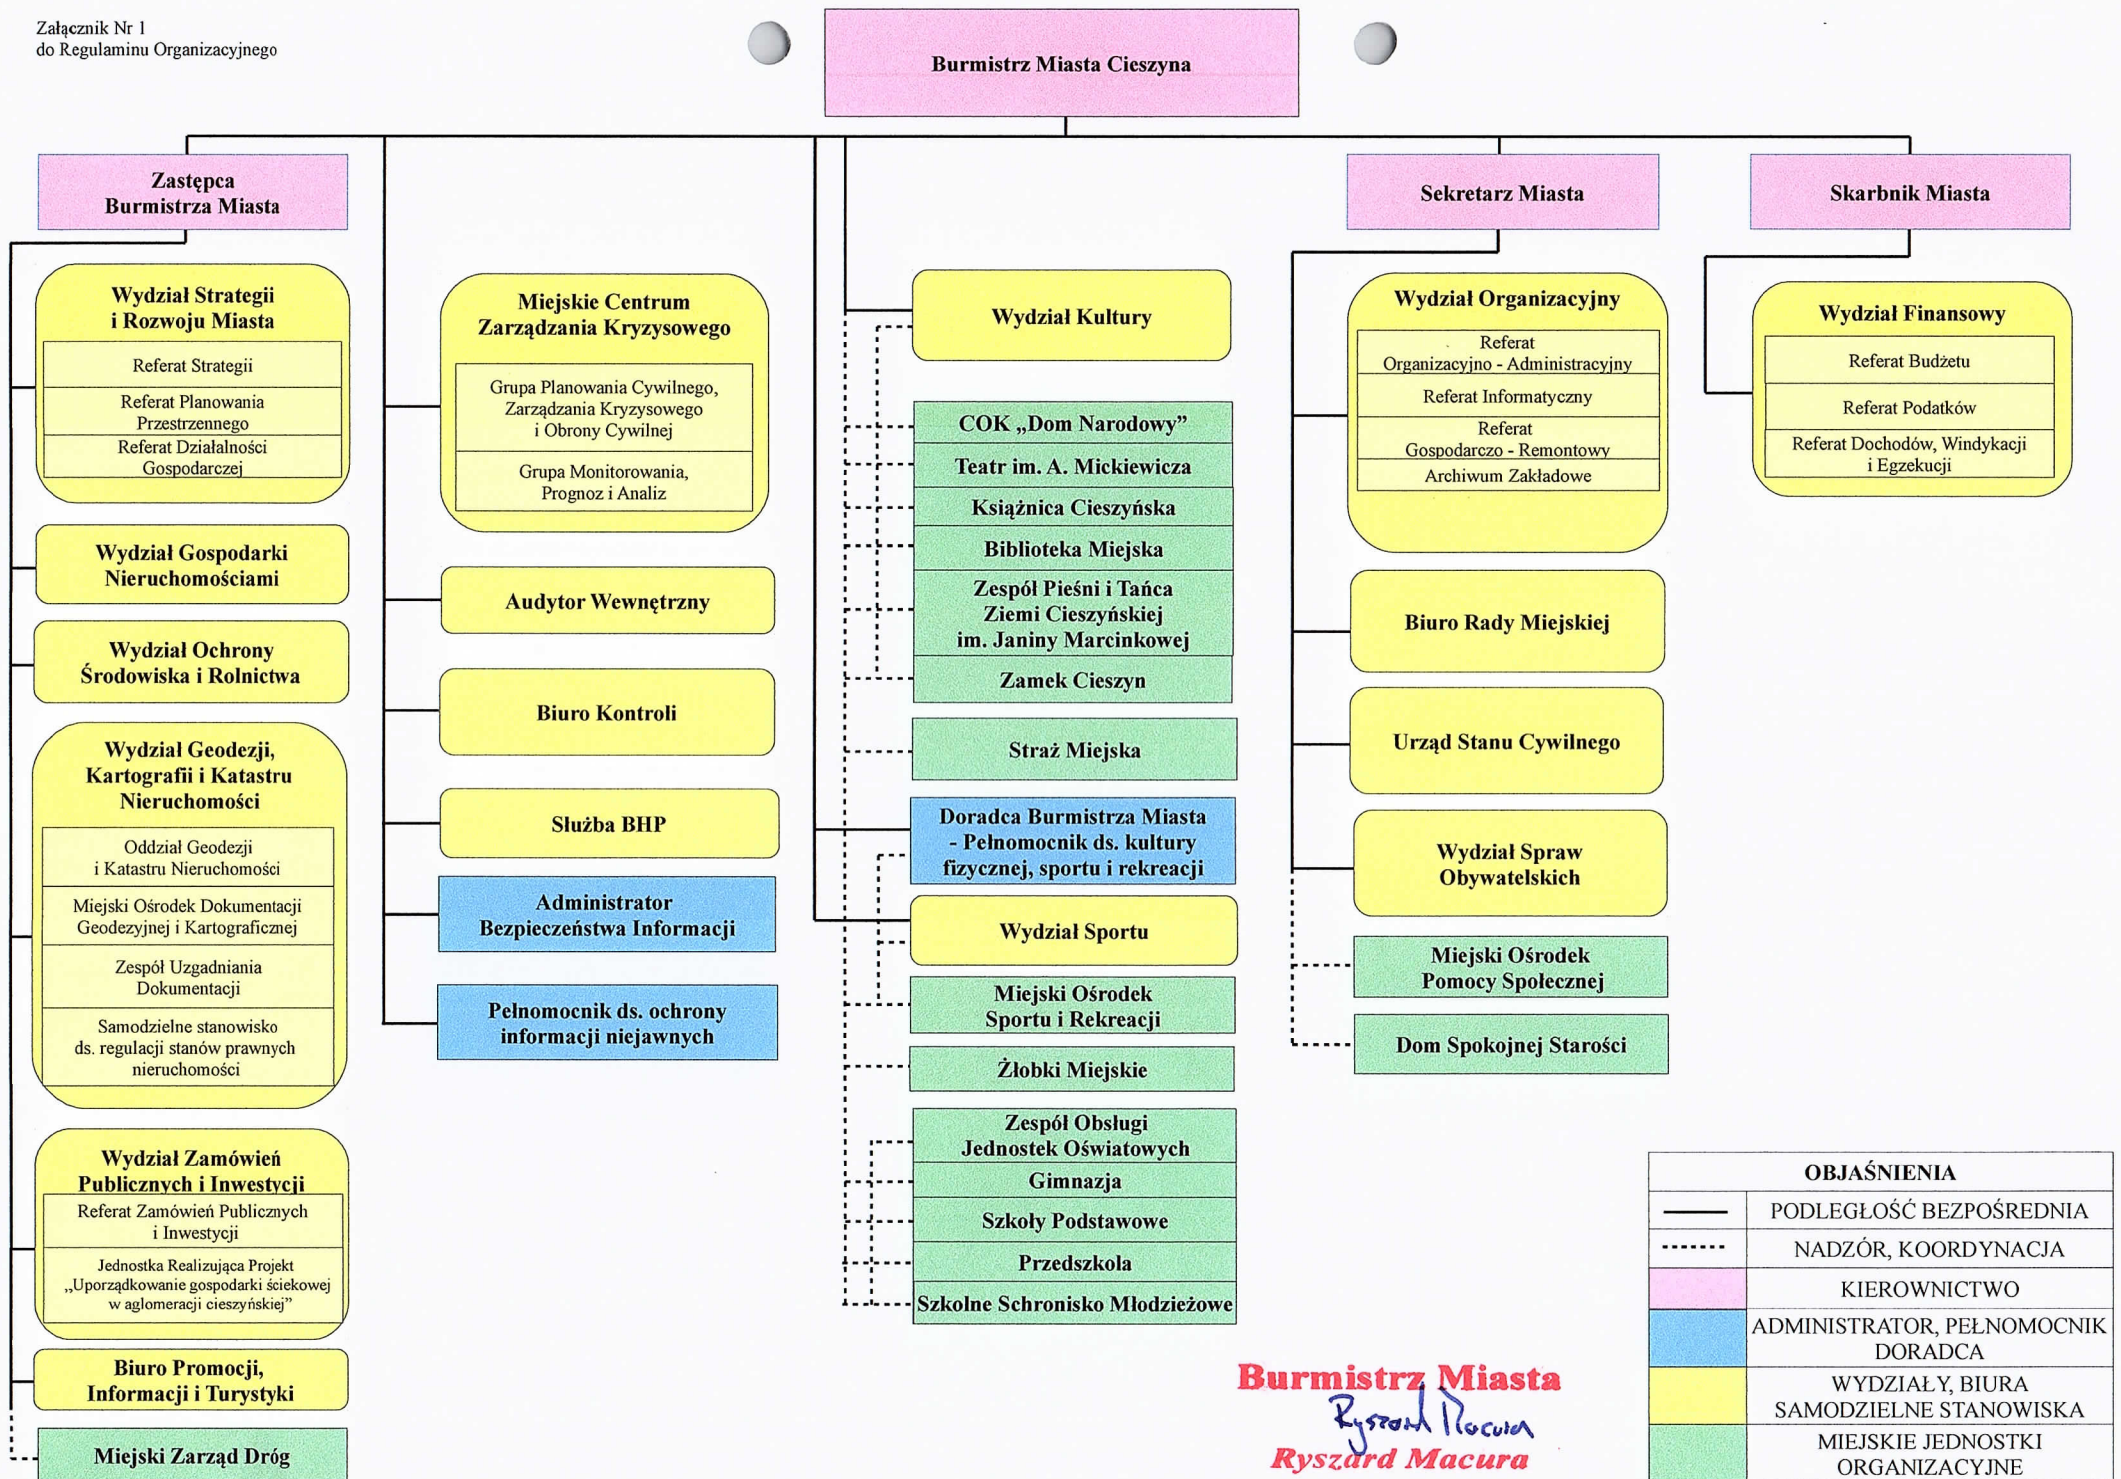 Załącznik Nr 1
do Regulaminu Organizacyjnego
Burmistrz Miasta Cieszyna
Zastępca
Burmistrza Miasta
Sekretarz Miasta
Skarbnik Miasta
Wydział Strategii
i Rozwoju Miasta
Referat Strategii
Referat Planowania
Przestrzennego
Referat Działalności
Gospodarczej
Wydział Gospodarki
Nieruchomościami
Wydział Ochrony
Środowiska i Rolnictwa
Wydział Geodezji,
Kartografii i Katastru
Nieruchomości
Oddział Geodezji
i Katastru Nieruchomości
Miejski Ośrodek Dokumentacji
Geodezyjnej i Kartograficznej
Zespół Uzgadniania
Dokumentacji
Samodzielne stanowisko
ds. regulacji stanów prawnych
nieruchomości
Wydział Zamówień
Publicznych i Inwestycji
Referat Zamówień Publicznych
i Inwestycji
Jednostka Realizująca Projekt
„Uporządkowanie gospodarki ściekowej
w aglomeracji cieszyńskiej”
Biuro Promocji,
Informacji i Turystyki
Miejski Zarząd Dróg
Miejskie Centrum
Zarządzania Kryzysowego
Grupa Planowania Cywilnego,
Zarządzania Kryzysowego
i Obrony Cywilnej
Grupa Monitorowania,
Prognoz i Analiz
Audytor Wewnętrzny
Biuro Kontroli
Służba BHP
Administrator
Bezpieczeństwa Informacji
Pełnomocnik ds. ochrony
informacji niejawnych
Wydział Kultury
COK „Dom Narodowy”
Teatr im. A. Mickiewicza
Książnica Cieszyńska
Biblioteka Miejska
Zespół Pieśni i Tańca
Ziemi Cieszyńskiej
im. Janiny Marcinkowej
Zamek Cieszyn
Straż Miejska
Doradca Burmistrza Miasta
- Pełnomocnik ds. kultury
fizycznej, sportu i rekreacji
Wydział Sportu
Miejski Ośrodek
Sportu i Rekreacji
Żłobki Miejskie
Zespół Obsługi
Jednostek Oświatowych
Gimnazja
Szkoły Podstawowe
Przedszkola
Szkolne Schronisko Młodzieżowe
Wydział Organizacyjny
Referat
Organizacyjno - Administracyjny
Referat Informatyczny
Referat
Gospodarczo - Remontowy
Archiwum Zakładowe
Biuro Rady Miejskiej
Urząd Stanu Cywilnego
Wydział Spraw
Obywatelskich
Miejski Ośrodek
Pomocy Społecznej
Dom Spokojnej Starości
Wydział Finansowy
Referat Budżetu
Referat Podatków
Referat Dochodów, Windykacji
i Egzekucji
Burmistrz Miasta
Ryszard Macura
Ryszard Macura
OBJAŚNIENIA
PODLEGŁOŚĆ BEZPOŚREDNIA
NADZÓR, KOORDYNACJA
KIEROWNICTWO
ADMINISTRATOR, PEŁNOMOCNIK
DORADCA
WYDZIAŁY, BIURA
SAMODZIELNE STANOWISKA
MIEJSKIE JEDNOSTKI
ORGANIZACYJNE